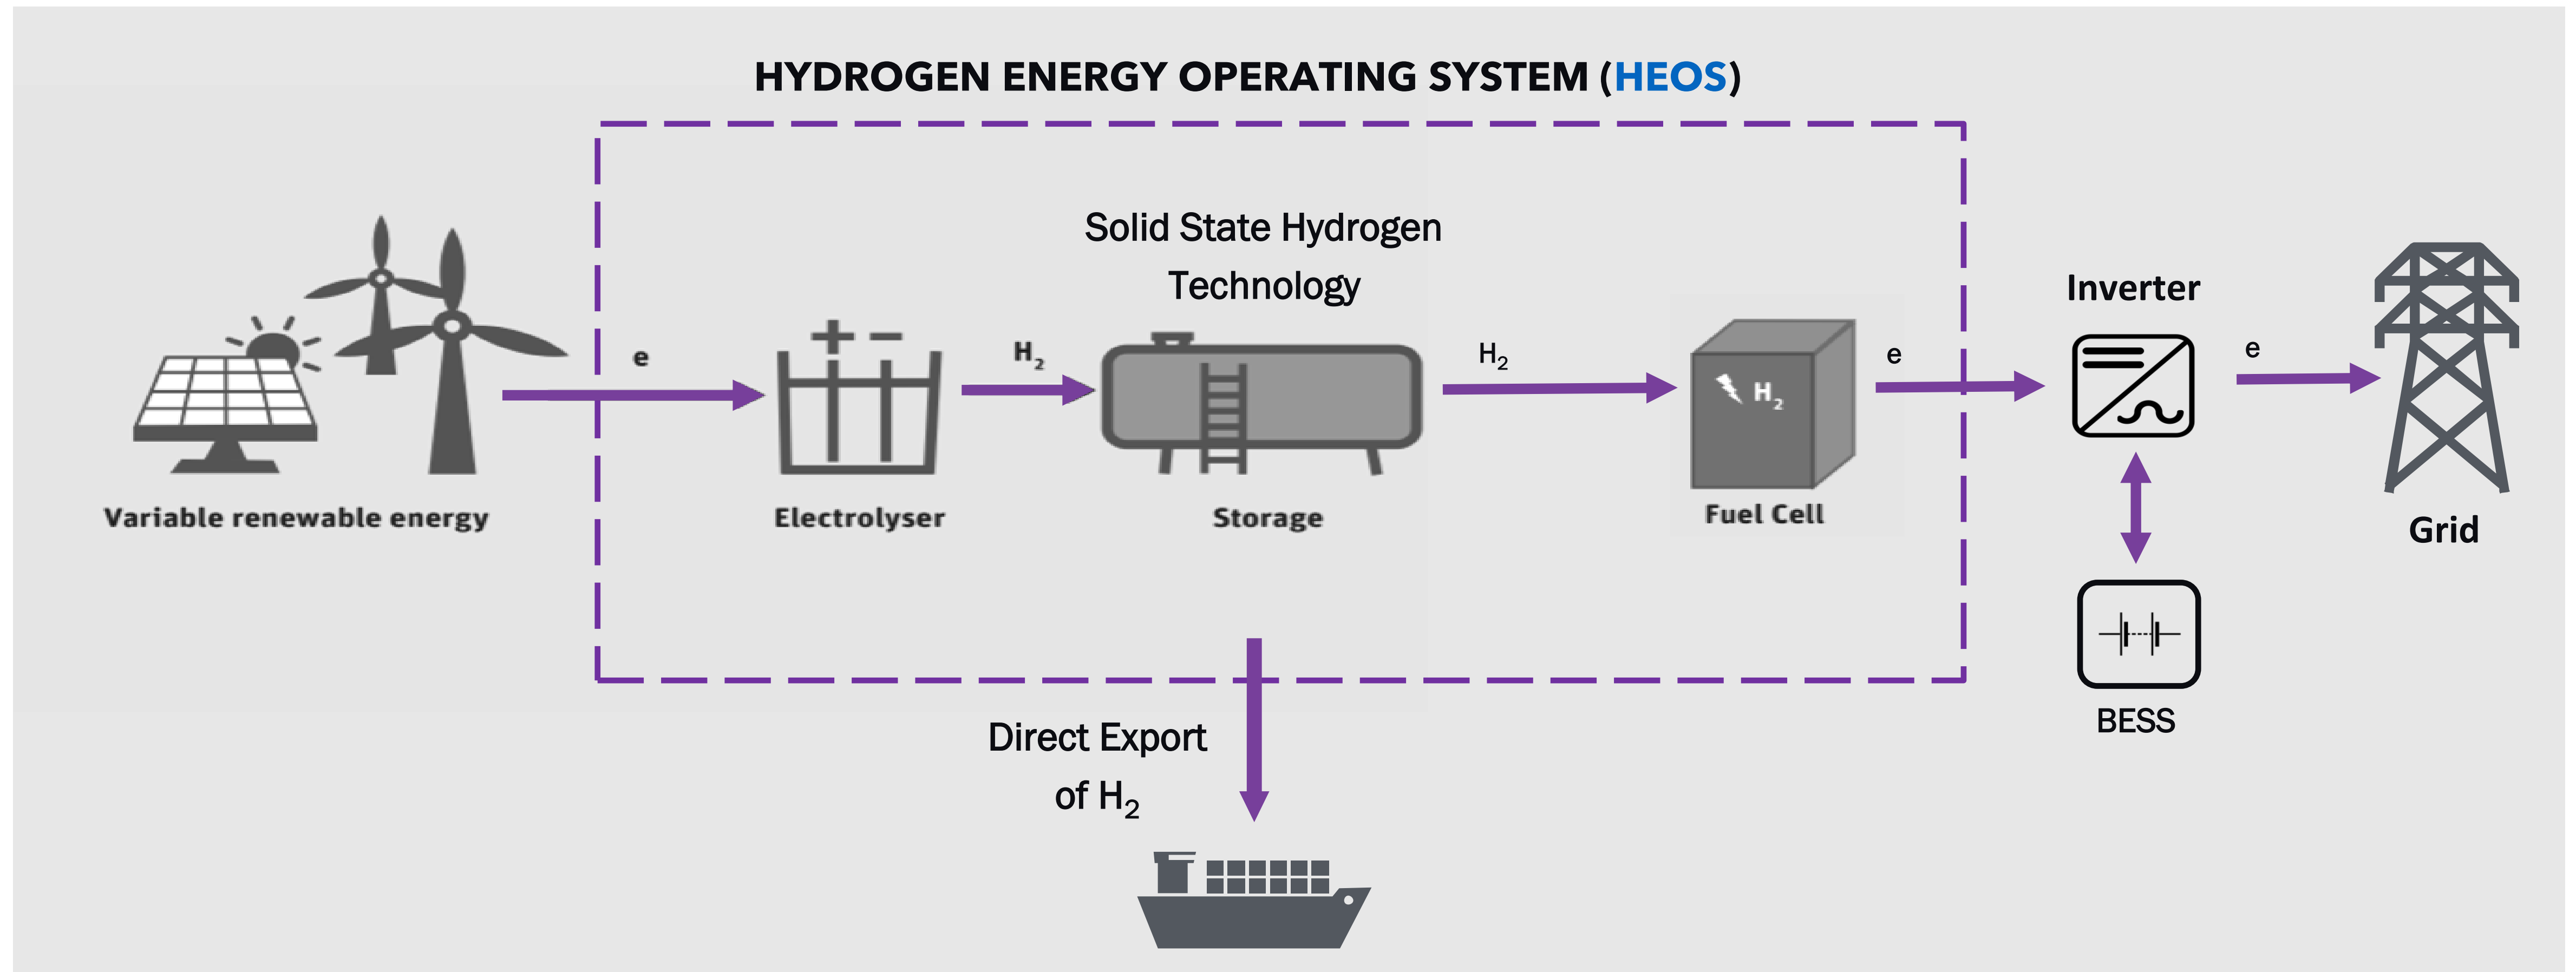 HYDROGEN ENERGY OPERATING SYSTEM (HEOS)
Solid State Hydrogen
Technology
Variable renewable energy
e
Electrolyser
H₂
Storage
H₂
H₂
Fuel Cell
e
Inverter
e
Grid
BESS
Direct Export
of H₂